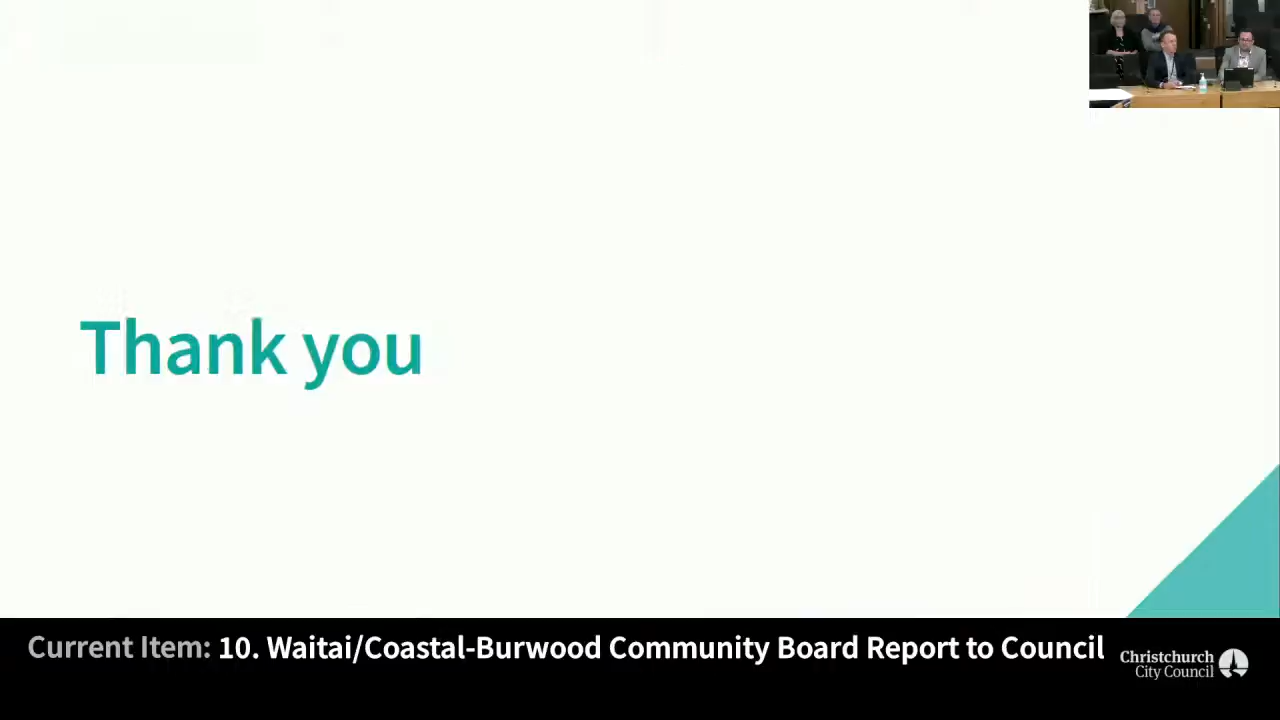 Thank you
Current Item: 10. Waitai/Coastal-Burwood Community Board Report to Council
Christchurch
City Council